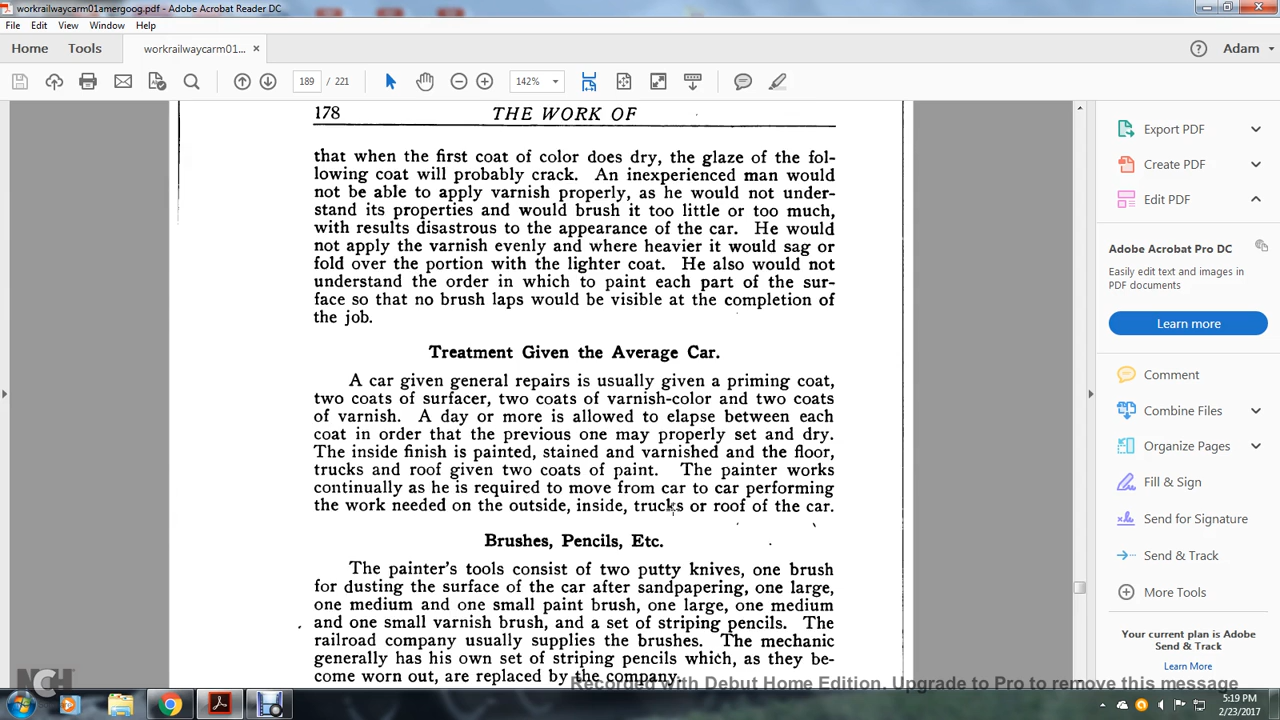 workrailwaycarm01amergoog.pdf - Adobe Acrobat Reader DC
File Edit View Window Help
Home Tools workrailwaycarm01... × Adam
189 / 221 142%
178 THE WORK OF
that when the first coat of color does dry, the glaze of the fol-
lowing coat will probably crack. An inexperienced man would
not be able to apply varnish properly, as he would not under-
stand its properties and would brush it too little or too much,
with results disastrous to the appearance of the car. He would
not apply the varnish evenly and where heavier it would sag or
fold over the portion with the lighter coat. He also would not
understand the order in which to paint each part of the sur-
face so that no brush laps would be visible at the completion of
the job.
Treatment Given the Average Car.
A car given general repairs is usually given a priming coat,
two coats of surfacer, two coats of varnish-color and two coats
of varnish. A day or more is allowed to elapse between each
coat in order that the previous one may properly set and dry.
The inside finish is painted, stained and varnished and the floor,
trucks and roof given two coats of paint. The painter works
continually as he is required to move from car to car performing
the work needed on the outside, inside, trucks or roof of the car.
Brushes, Pencils, Etc.
The painter's tools consist of two putty knives, one brush
for dusting the surface of the car after sandpapering, one large,
one medium and one small paint brush, one large, one medium
and one small varnish brush, and a set of striping pencils. The
railroad company usually supplies the brushes. The mechanic
generally has his own set of striping pencils which, as they be-
come worn out, are replaced by the company.
Export PDF
Create PDF
Edit PDF
Adobe Acrobat Pro DC
Easily edit text and images in
PDF documents
Learn more
Comment
Combine Files
Organize Pages
Fill & Sign
Send for Signature
Send & Track
More Tools
Your current plan is Adobe
Send & Track
Learn More
NCH
Recorded with Debut Home Edition. Upgrade to Pro to remove this message
5:19 PM
2/23/2017